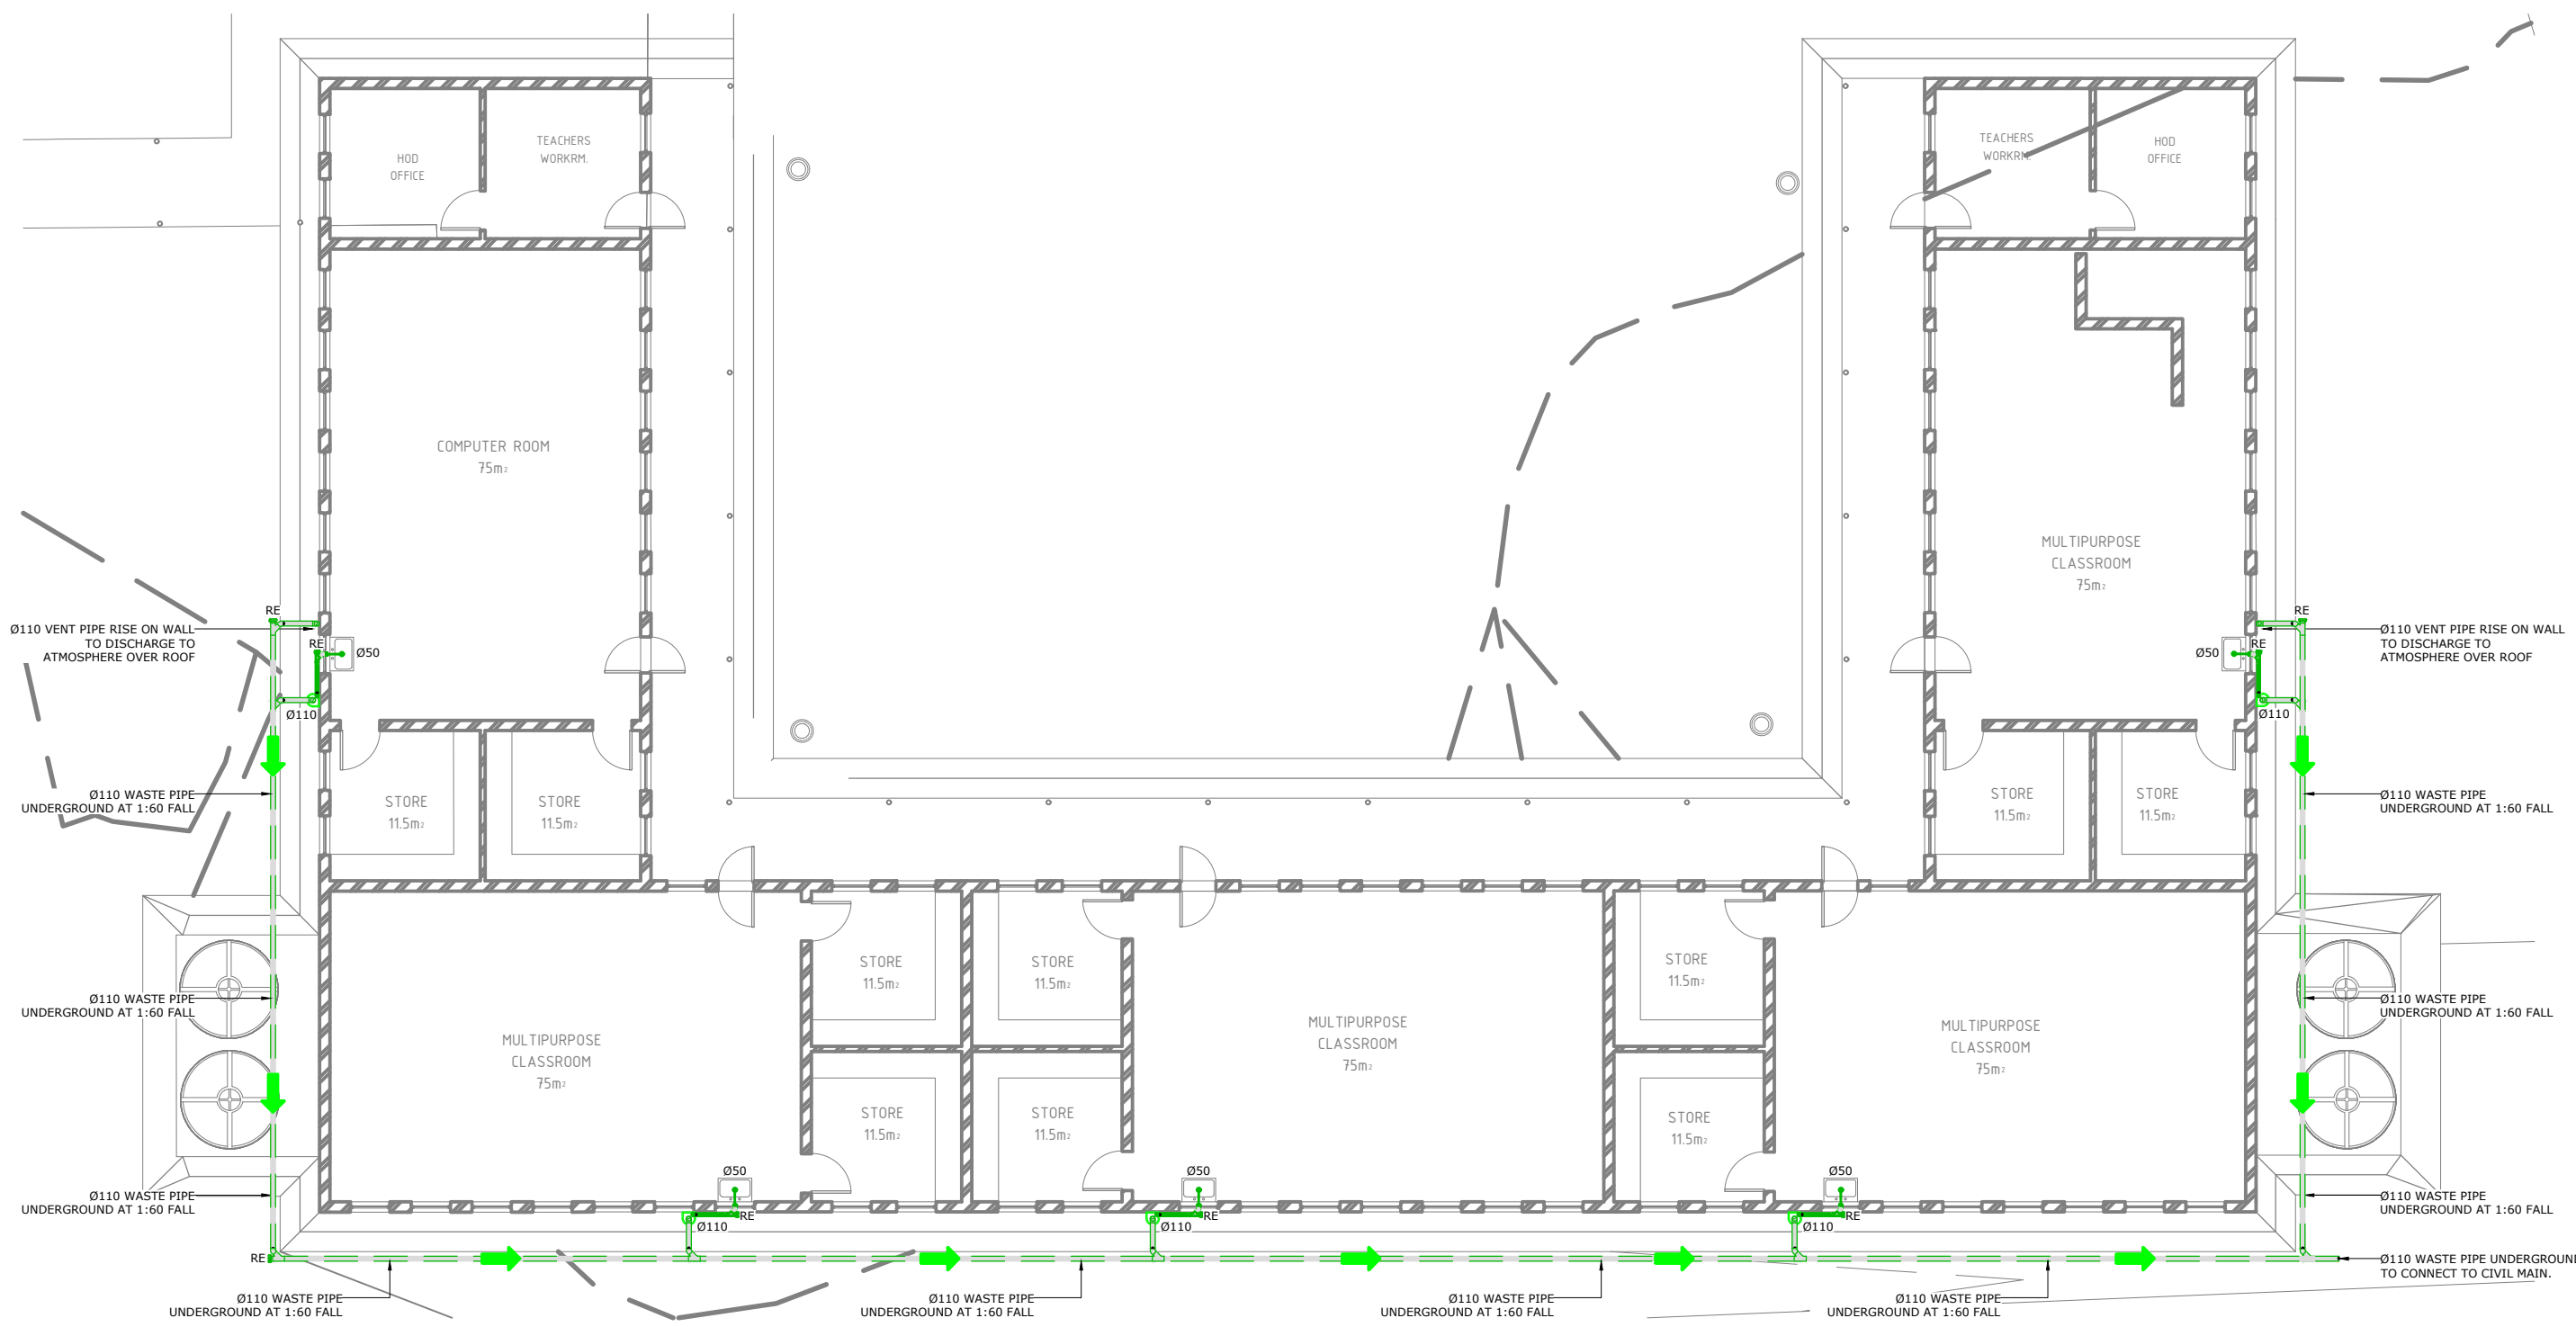 HOD
OFFICE
TEACHERS
WORKRM.
TEACHERS
WORKRM.
HOD
OFFICE
COMPUTER ROOM
75m²
MULTIPURPOSE
CLASSROOM
75m²
RE
Ø110 VENT PIPE RISE ON WALL
TO DISCHARGE TO
ATMOSPHERE OVER ROOF
RE
Ø50
Ø110
RE
Ø110 VENT PIPE RISE ON WALL
TO DISCHARGE TO
ATMOSPHERE OVER ROOF
RE
Ø50
Ø110
Ø110 WASTE PIPE
UNDERGROUND AT 1:60 FALL
STORE
11.5m²
STORE
11.5m²
STORE
11.5m²
STORE
11.5m²
Ø110 WASTE PIPE
UNDERGROUND AT 1:60 FALL
STORE
11.5m²
STORE
11.5m²
STORE
11.5m²
Ø110 WASTE PIPE
UNDERGROUND AT 1:60 FALL
Ø110 WASTE PIPE
UNDERGROUND AT 1:60 FALL
MULTIPURPOSE
CLASSROOM
75m²
MULTIPURPOSE
CLASSROOM
75m²
MULTIPURPOSE
CLASSROOM
75m²
STORE
11.5m²
STORE
11.5m²
STORE
11.5m²
Ø110 WASTE PIPE
UNDERGROUND AT 1:60 FALL
Ø50
RE
Ø110
Ø50
RE
Ø110
Ø50
RE
Ø110
Ø110 WASTE PIPE
UNDERGROUND AT 1:60 FALL
RE
Ø110 WASTE PIPE UNDERGROUND
TO CONNECT TO CIVIL MAIN.
Ø110 WASTE PIPE
UNDERGROUND AT 1:60 FALL
Ø110 WASTE PIPE
UNDERGROUND AT 1:60 FALL
Ø110 WASTE PIPE
UNDERGROUND AT 1:60 FALL
Ø110 WASTE PIPE
UNDERGROUND AT 1:60 FALL